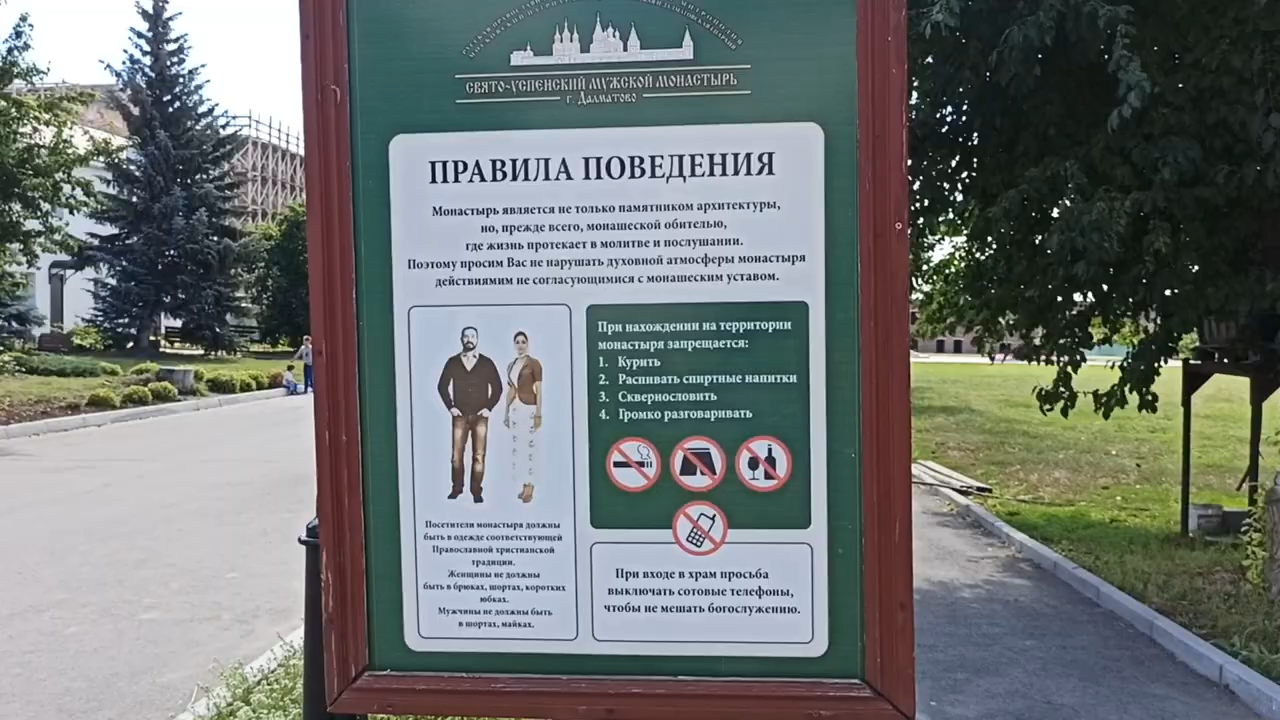 СВЯТО-УСПЕНСКИЙ МУЖСКОЙ МОНАСТЫРЬ
г. Далматово
ПРАВИЛА ПОВЕДЕНИЯ
Монастырь является не только памятником архитектуры,
но, прежде всего, монашеской обителью,
где жизнь протекает в молитве и послушании.
Поэтому просим Вас не нарушать духовной атмосферы монастыря
действиямим не согласующимися с монашеским уставом.
Посетители монастыря должны
быть в одежде соответствующей
Православной христианской
традиции.
Женщины не должны
быть в брюках, шортах, коротких
юбках.
Мужчины не должны быть
в шортах, майках.
При нахождении на территории
монастыря запрещается:
1. Курить
2. Распивать спиртные напитки
3. Сквернословить
4. Громко разговаривать
При входе в храм просьба
выключать сотовые телефоны,
чтобы не мешать богослужению.